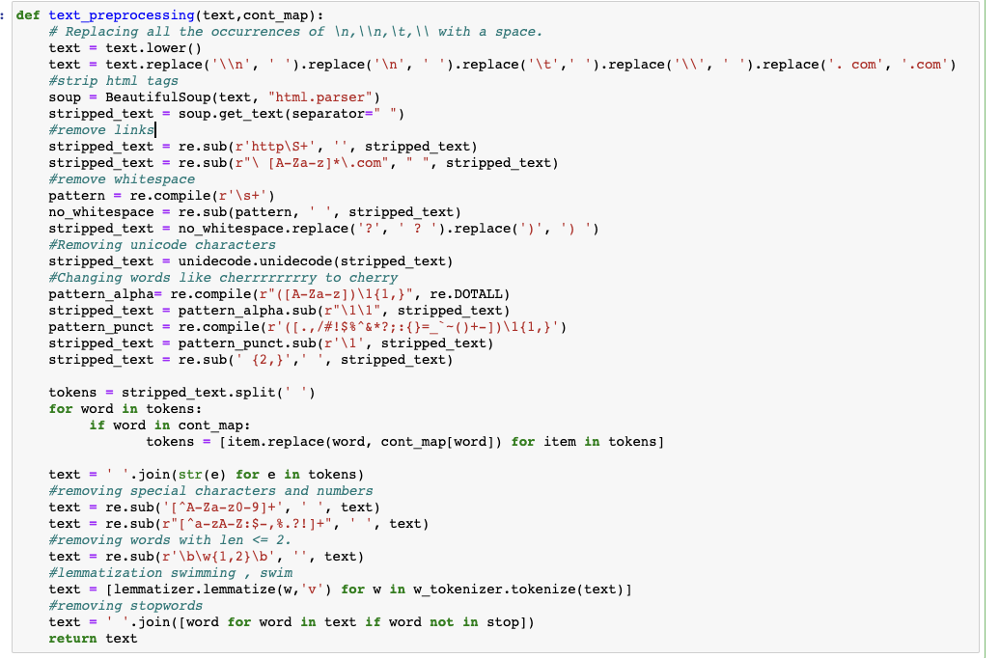 : def text_preprocessing(text,cont_map):
    # Replacing all the occurrences of \n,\\n,\t,\\ with a space.
    text = text.lower()
    text = text.replace('\\n', ' ').replace('\n', ' ').replace('\t',' ').replace('\\', ' ').replace('. com', '.com')
    #strip html tags
    soup = BeautifulSoup(text, "html.parser")
    stripped_text = soup.get_text(separator=" ")
    #remove links
    stripped_text = re.sub(r'http\S+', '', stripped_text)
    stripped_text = re.sub(r"\ [A-Za-z]*\.com", " ", stripped_text)
    #remove whitespace
    pattern = re.compile(r'\s+')
    no_whitespace = re.sub(pattern, ' ', stripped_text)
    stripped_text = no_whitespace.replace('?', ' ? ').replace(')', ') ')
    #Removing unicode characters
    stripped_text = unidecode.unidecode(stripped_text)
    #Changing words like cherrrrrrrry to cherry
    pattern_alpha= re.compile(r"([A-Za-z])\1{1,}", re.DOTALL)
    stripped_text = pattern_alpha.sub(r"\1\1", stripped_text)
    pattern_punct = re.compile(r'([.,/#!$%^&*?;:{}=_`~()+-])\1{1,}')
    stripped_text = pattern_punct.sub(r'\1', stripped_text)
    stripped_text = re.sub(' {2,}',' ', stripped_text)

    tokens = stripped_text.split(' ')
    for word in tokens:
         if word in cont_map:
                tokens = [item.replace(word, cont_map[word]) for item in tokens]

    text = ' '.join(str(e) for e in tokens)
    #removing special characters and numbers
    text = re.sub('[^A-Za-z0-9]+', ' ', text)
    text = re.sub(r"[^a-zA-Z:$-,%.?!]+", ' ', text)
    #removing words with len <= 2.
    text = re.sub(r'\b\w{1,2}\b', '', text)
    #lemmatization swimming , swim
    text = [lemmatizer.lemmatize(w,'v') for w in w_tokenizer.tokenize(text)]
    #removing stopwords
    text = ' '.join([word for word in text if word not in stop])
    return text